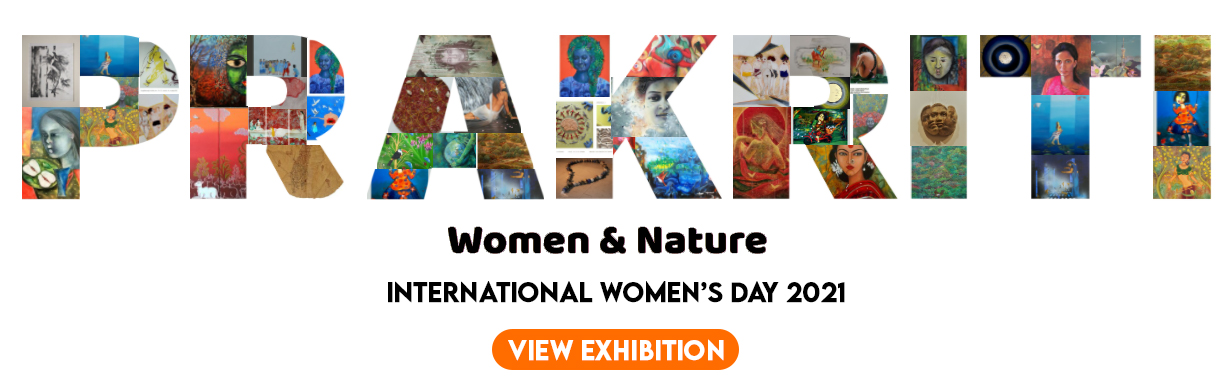 PRAKRITI
Women & Nature
INTERNATIONAL WOMEN'S DAY 2021
VIEW EXHIBITION